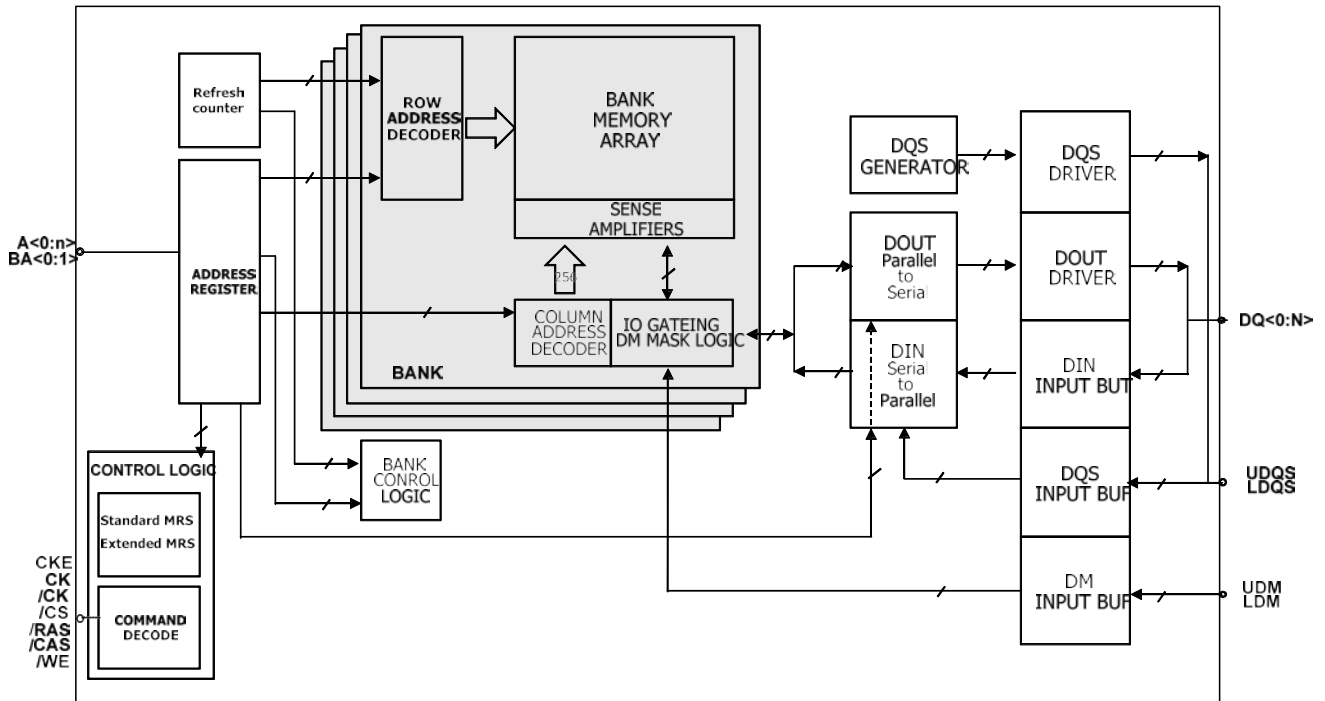 Refresh
counter
ROW
ADDRESS
DECODER
BANK
MEMORY
ARRAY
SENSE
AMPLIFIERS
256
COLUMN
ADDRESS
DECODER
IO GATEING
DM MASK LOGIC
BANK
A<0:n>
BA<0:1>
ADDRESS
REGISTER
CONTROL LOGIC
Standard MRS
Extended MRS
COMMAND
DECODE
CKE
CK
/CK
/CS
/RAS
/CAS
/WE
BANK
CONROL
LOGIC
DQS
GENERATOR
DOUT
Parallel
to
Serial
DIN
Serial
to
Parallel
DQS
DRIVER
DOUT
DRIVER
DIN
INPUT BUT
DQS
INPUT BUF
DM
INPUT BUF
DQ<0:N>
UDQS
LDQS
UDM
LDM